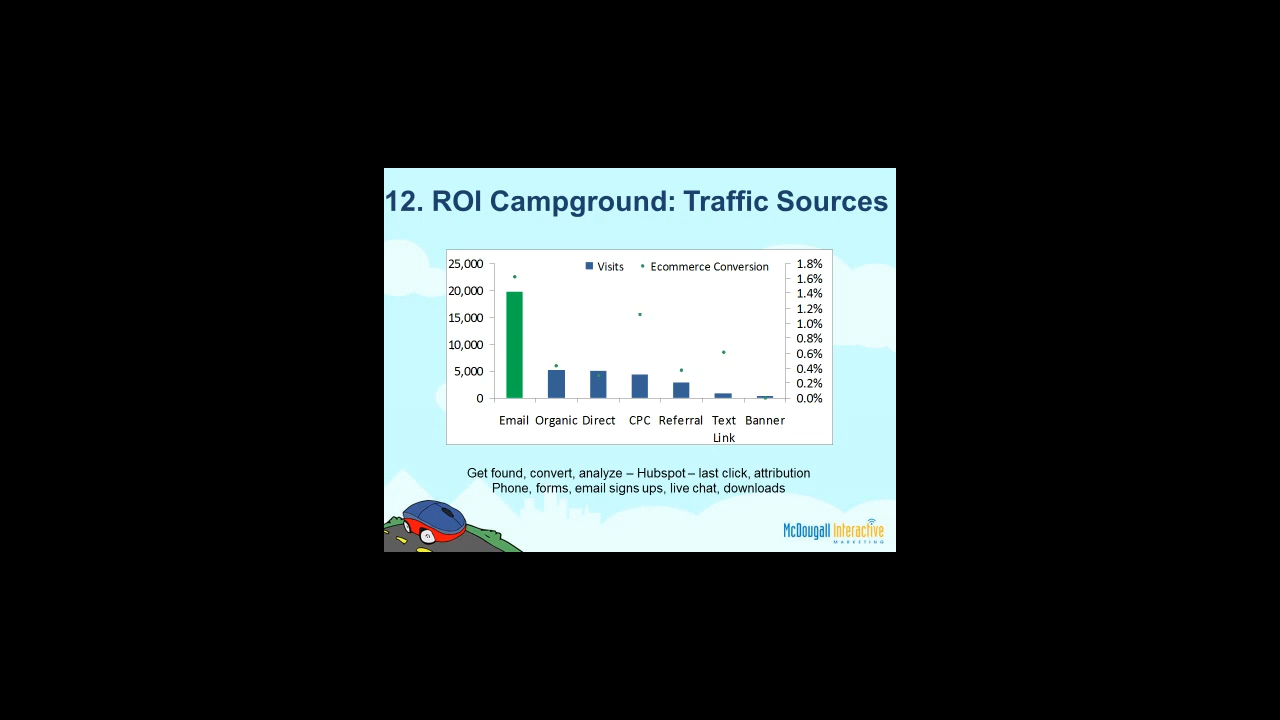 12. ROI Campground: Traffic Sources
Visits
Ecommerce Conversion
25,000
20,000
15,000
10,000
5,000
0
1.8%
1.6%
1.4%
1.2%
1.0%
0.8%
0.6%
0.4%
0.2%
0.0%
Email Organic Direct CPC Referral Text Banner
Link
Get found, convert, analyze – Hubspot – last click, attribution
Phone, forms, email signs ups, live chat, downloads
McDougall Interactive
MARKETING